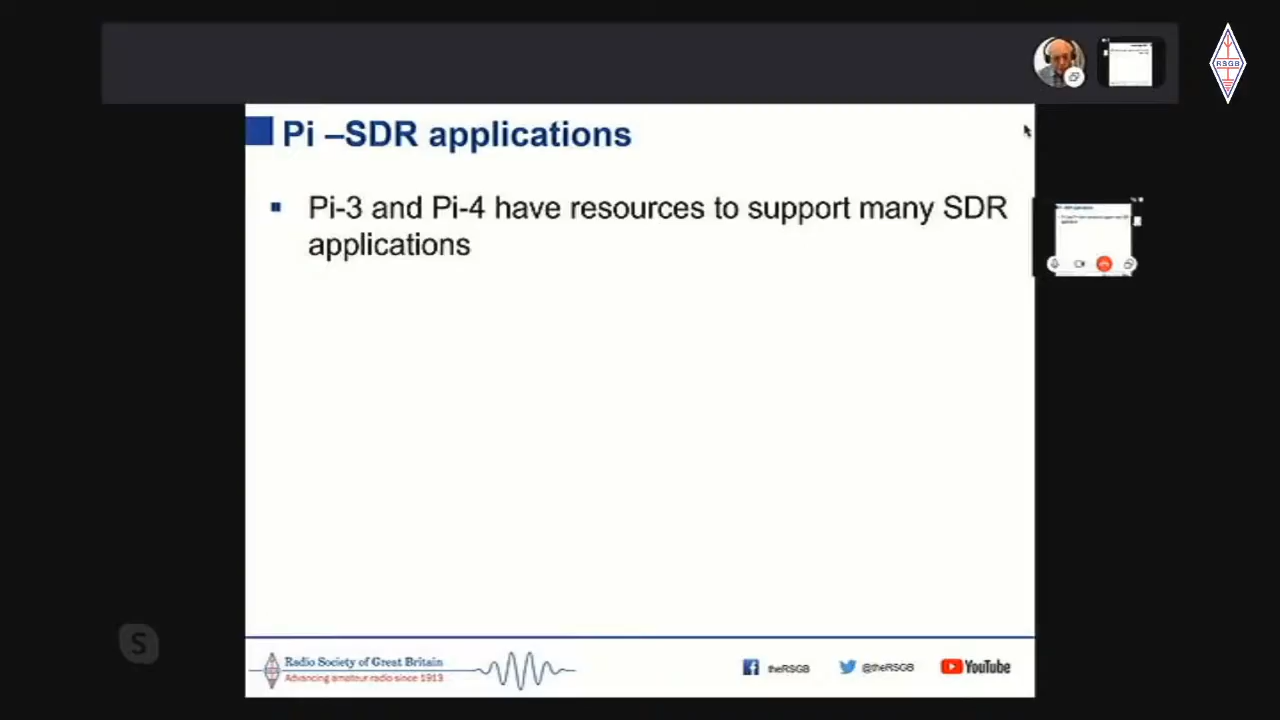 RSGB
Pi –SDR applications
Pi-3 and Pi-4 have resources to support many SDR
applications
S
Radio Society of Great Britain
Advancing amateur radio since 1913
theRSGB
@theRSGB
YouTube